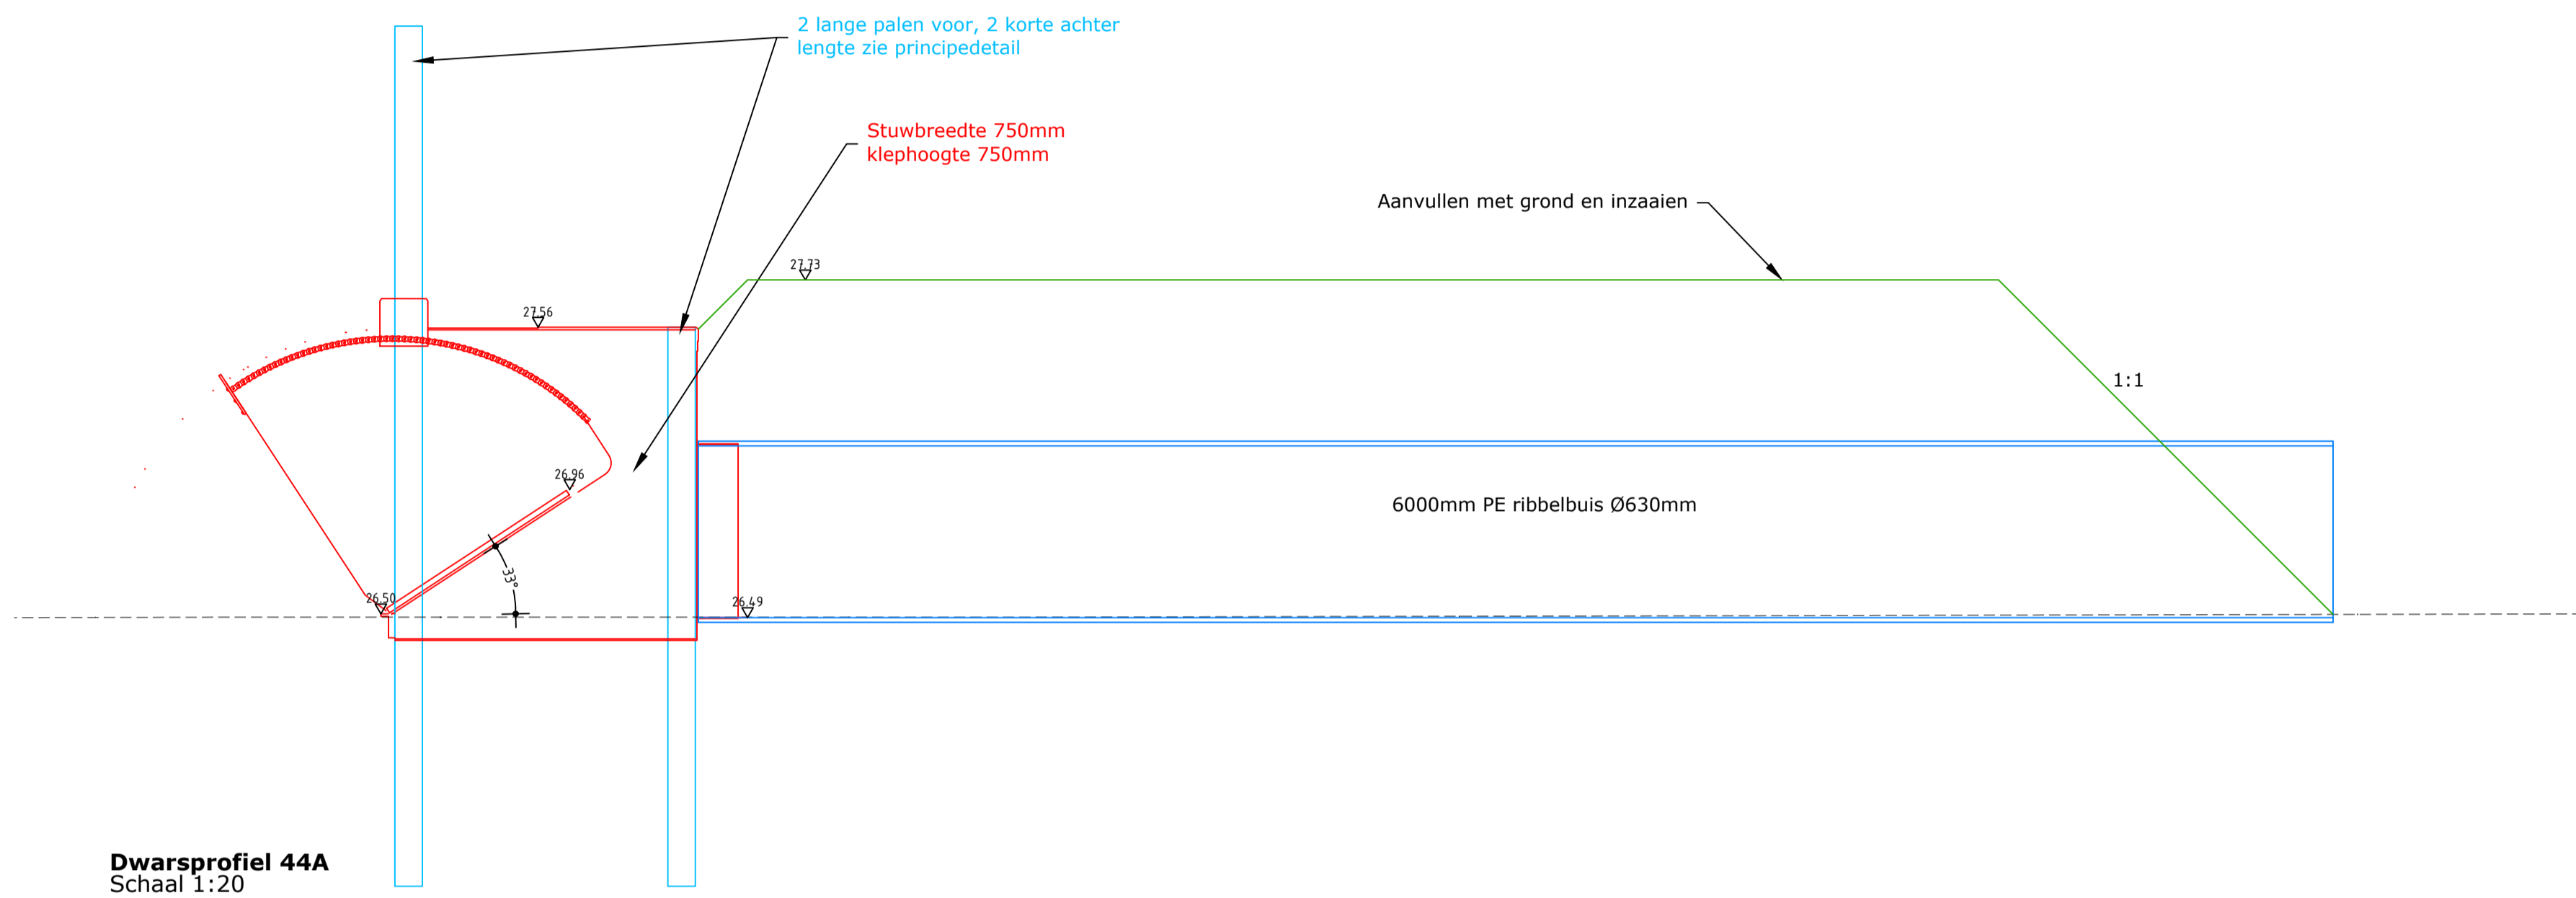 2 lange palen voor, 2 korte achter
lengte zie principedetail
Stuwbreedte 750mm
klephoogte 750mm
Aanvullen met grond en inzaaien
27.73
27.56
1:1
26.96
6000mm PE ribbelbuis Ø630mm
33°
26.50
26.49
Dwarsprofiel 44A
Schaal 1:20